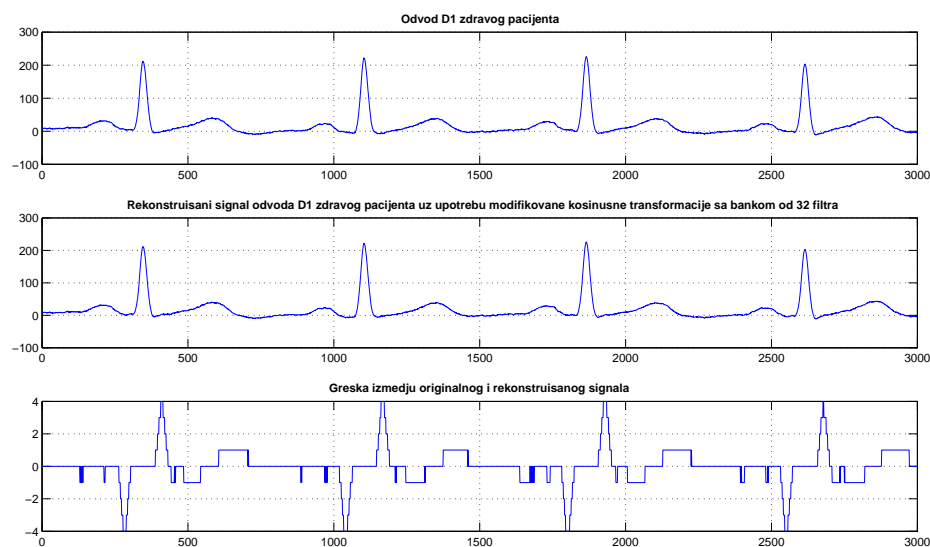 Odvod D1 zdravog pacijenta
300
200
100
0
−100
0 500 1000 1500 2000 2500 3000
Rekonstruisani signal odvoda D1 zdravog pacijenta uz upotrebu modifikovane kosinusne transformacije sa bankom od 32 filtra
300
200
100
0
−100
0 500 1000 1500 2000 2500 3000
Greska izmedju originalnog i rekonstruisanog signala
4
2
0
−2
−4
0 500 1000 1500 2000 2500 3000